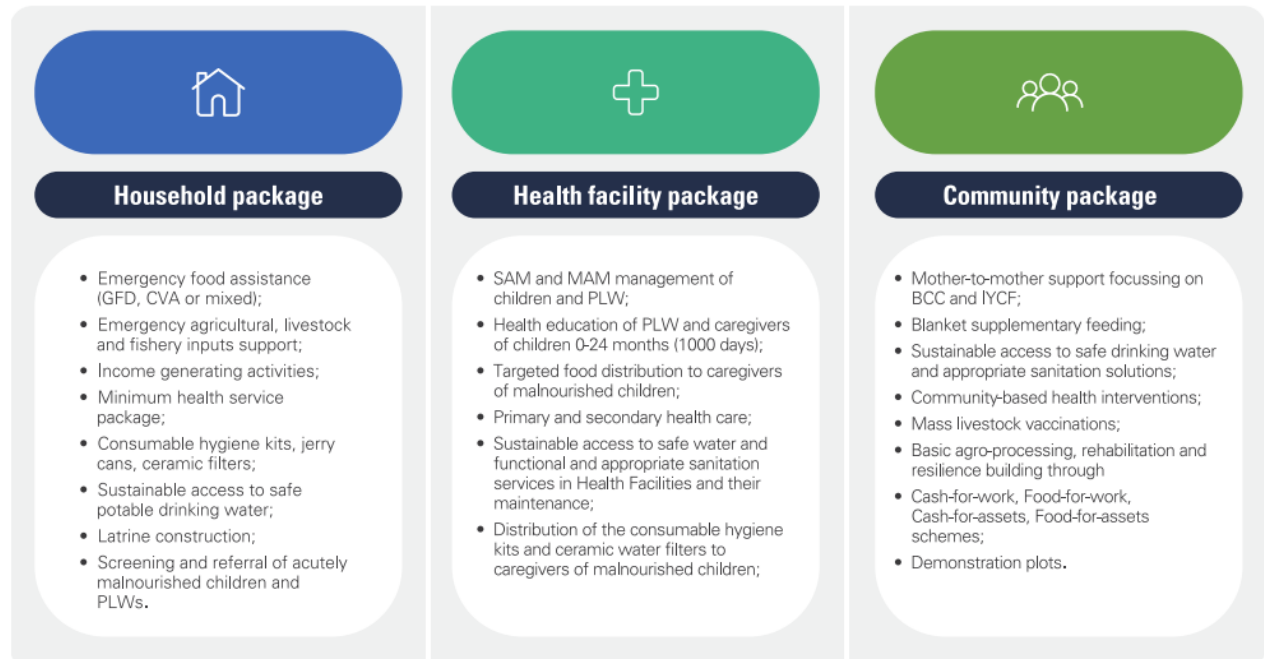 Household package
• Emergency food assistance
(GFD, CVA or mixed);
• Emergency agricultural, livestock
and fishery inputs support;
• Income generating activities;
• Minimum health service
package;
• Consumable hygiene kits, jerry
cans, ceramic filters;
• Sustainable access to safe
potable drinking water;
• Latrine construction;
• Screening and referral of acutely
malnourished children and
PLWs.
Health facility package
• SAM and MAM management of
children and PLW;
• Health education of PLW and caregivers
of children 0-24 months (1000 days);
• Targeted food distribution to caregivers
of malnourished children;
• Primary and secondary health care;
• Sustainable access to safe water and
functional and appropriate sanitation
services in Health Facilities and their
maintenance;
• Distribution of the consumable hygiene
kits and ceramic water filters to
caregivers of malnourished children;
Community package
• Mother-to-mother support focussing on
BCC and IYCF;
• Blanket supplementary feeding;
• Sustainable access to safe drinking water
and appropriate sanitation solutions;
• Community-based health interventions;
• Mass livestock vaccinations;
• Basic agro-processing, rehabilitation and
resilience building through
• Cash-for-work, Food-for-work,
Cash-for-assets, Food-for-assets
schemes;
• Demonstration plots.